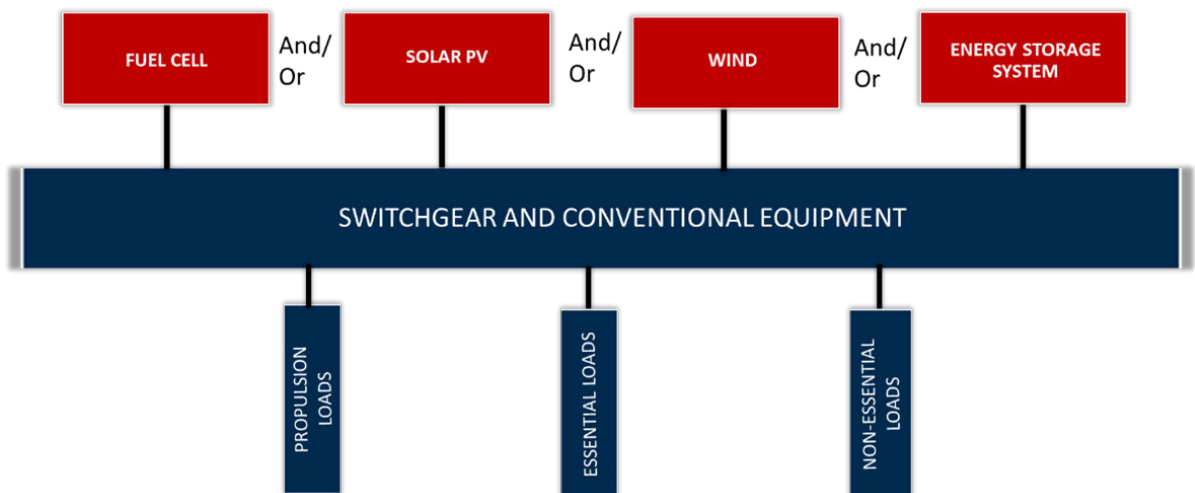 FUEL CELL
And/
Or
SOLAR PV
And/
Or
WIND
And/
Or
ENERGY STORAGE
SYSTEM
SWITCHGEAR AND CONVENTIONAL EQUIPMENT
PROPULSION
LOADS
ESSENTIAL LOADS
NON-ESSENTIAL
LOADS